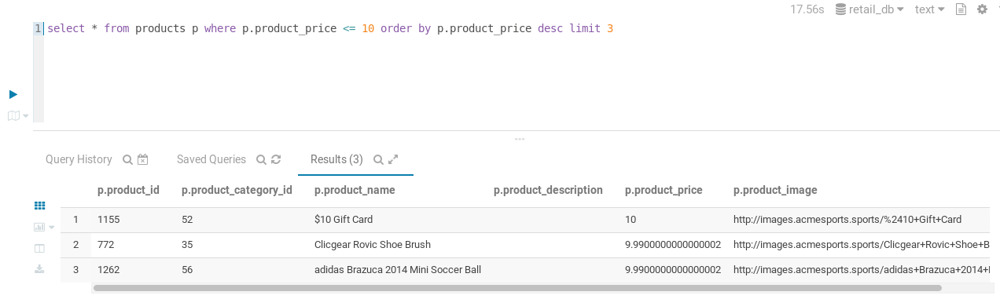 17.56s retail_db text
1 select * from products p where p.product_price <= 10 order by p.product_price desc limit 3
Query History Saved Queries Results (3)
p.product_id p.product_category_id p.product_name p.product_description p.product_price p.product_image
1 1155 52 $10 Gift Card 10 http://images.acmesports.sports/%2410+Gift+Card
2 772 35 Clicgear Rovic Shoe Brush 9.9900000000000002 http://images.acmesports.sports/Clicgear+Rovic+Shoe+B
3 1262 56 adidas Brazuca 2014 Mini Soccer Ball 9.9900000000000002 http://images.acmesports.sports/adidas+Brazuca+2014+